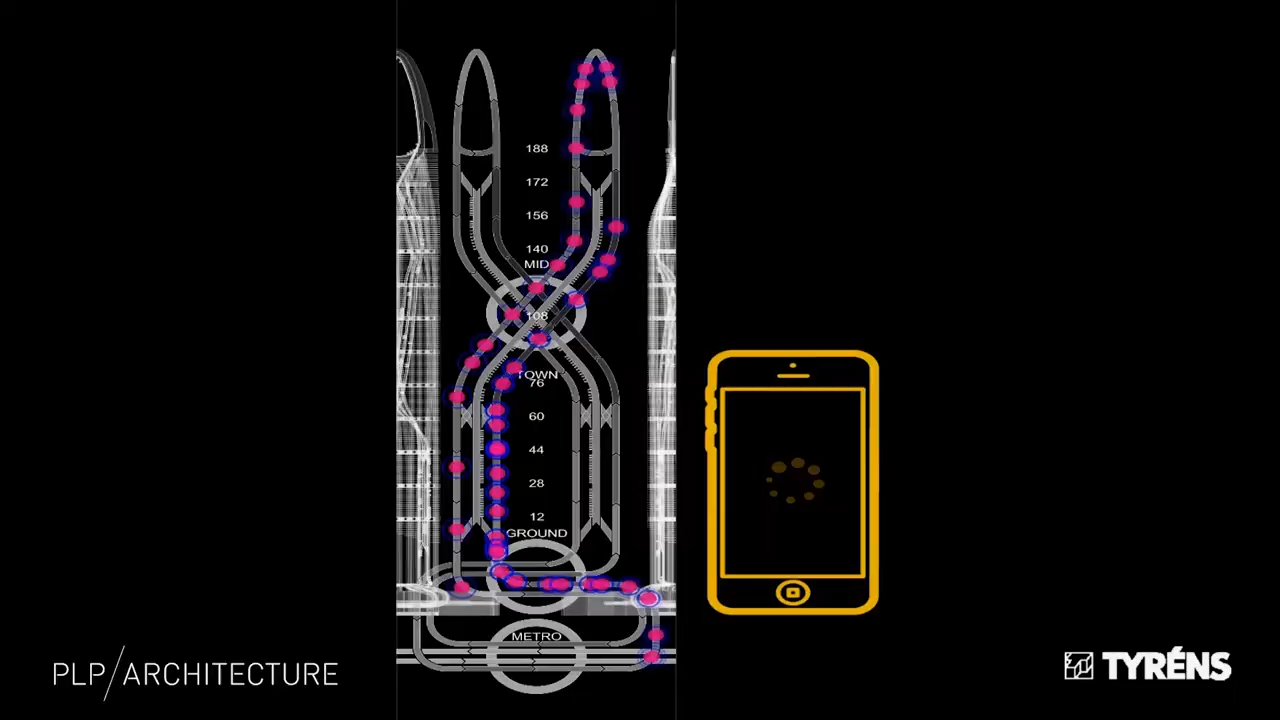 188
172
156
140
MID
108
TOWN
76
60
44
28
12
GROUND
METRO
PLP/ARCHITECTURE
TYRÉNS